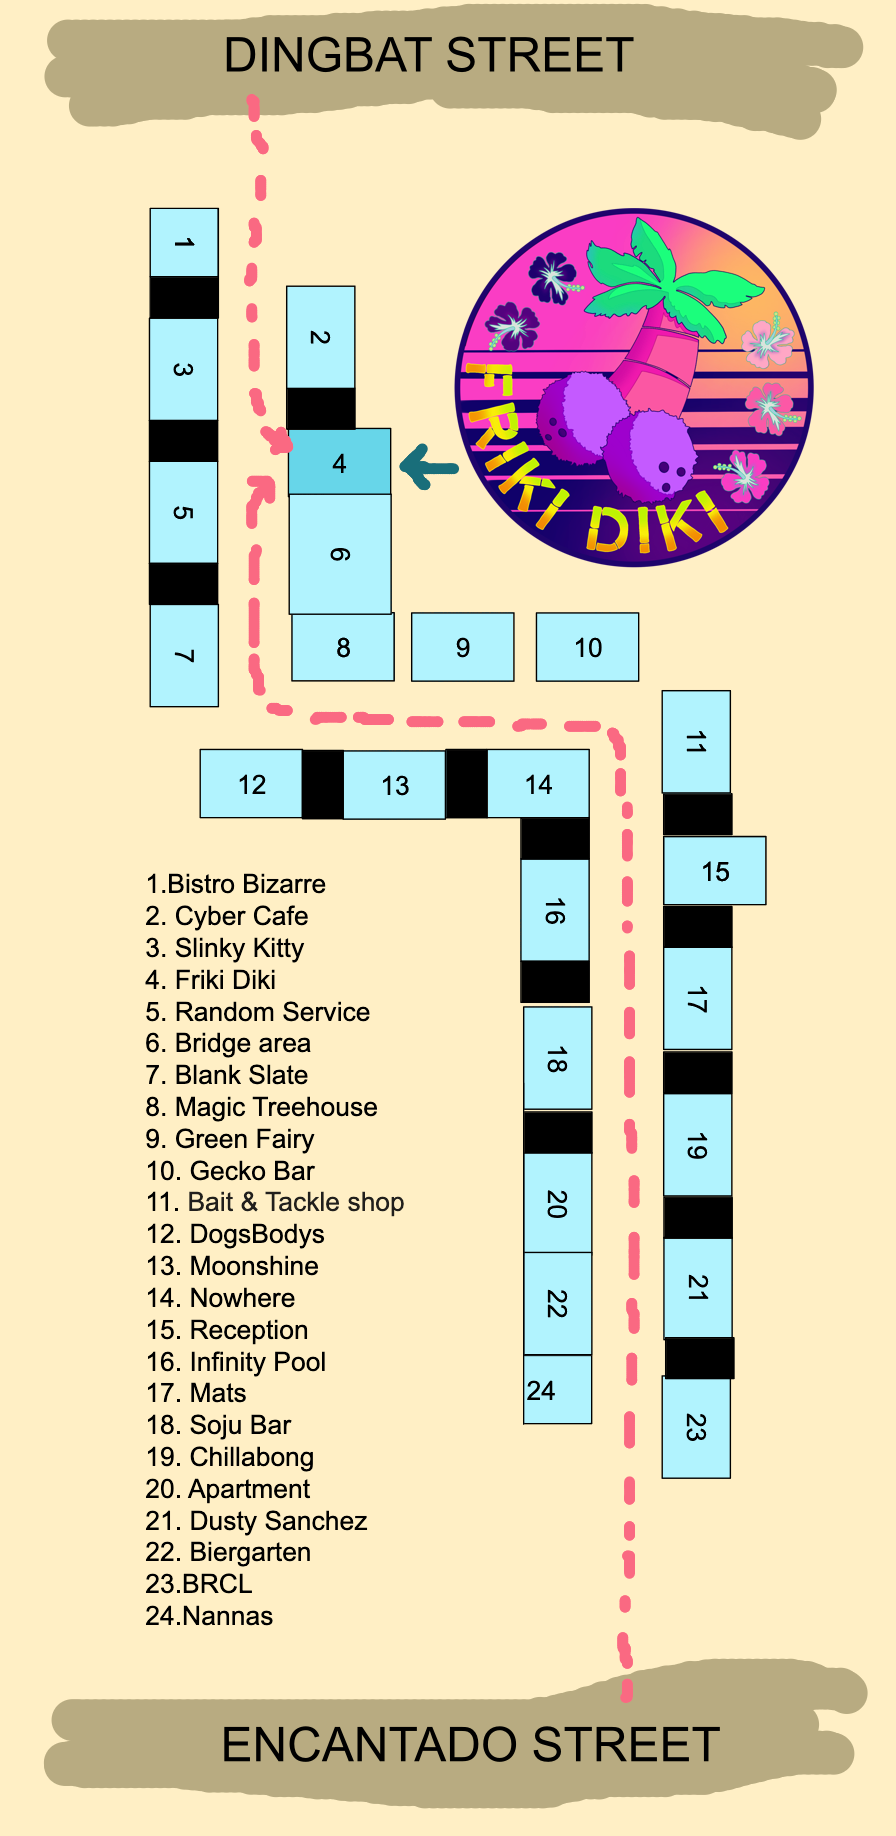 DINGBAT STREET
1
2
3
4
5
6
7
8
9
10
FRIKI DIKI
11
12
13
14
15
16
17
18
19
20
21
22
23
24
1.Bistro Bizarre
2. Cyber Cafe
3. Slinky Kitty
4. Friki Diki
5. Random Service
6. Bridge area
7. Blank Slate
8. Magic Treehouse
9. Green Fairy
10. Gecko Bar
11. Bait & Tackle shop
12. DogsBodys
13. Moonshine
14. Nowhere
15. Reception
16. Infinity Pool
17. Mats
18. Soju Bar
19. Chillabong
20. Apartment
21. Dusty Sanchez
22. Biergarten
23.BRCL
24.Nannas
ENCANTADO STREET